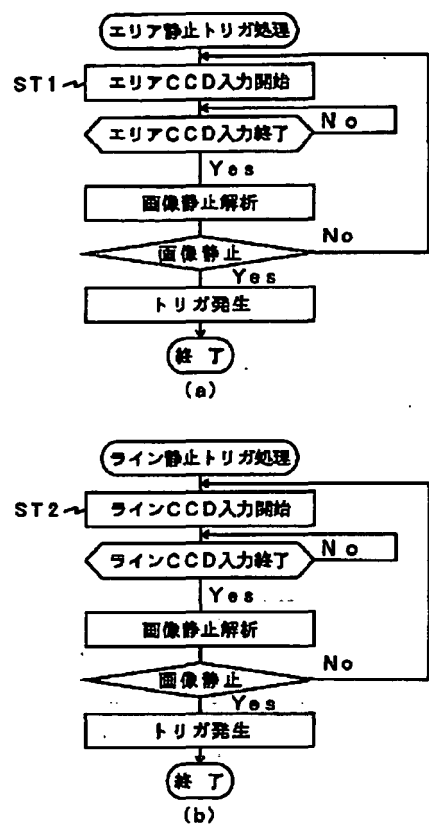 エリア静止トリガ処理
ST1
エリアCCD入力開始
エリアCCD入力終了
No
Yes
画像静止解析
画像静止
No
Yes
トリガ発生
終 了
(a)
ライン静止トリガ処理
ST2
ラインCCD入力開始
ラインCCD入力終了
No
Yes
画像静止解析
画像静止
No
Yes
トリガ発生
終 了
(b)